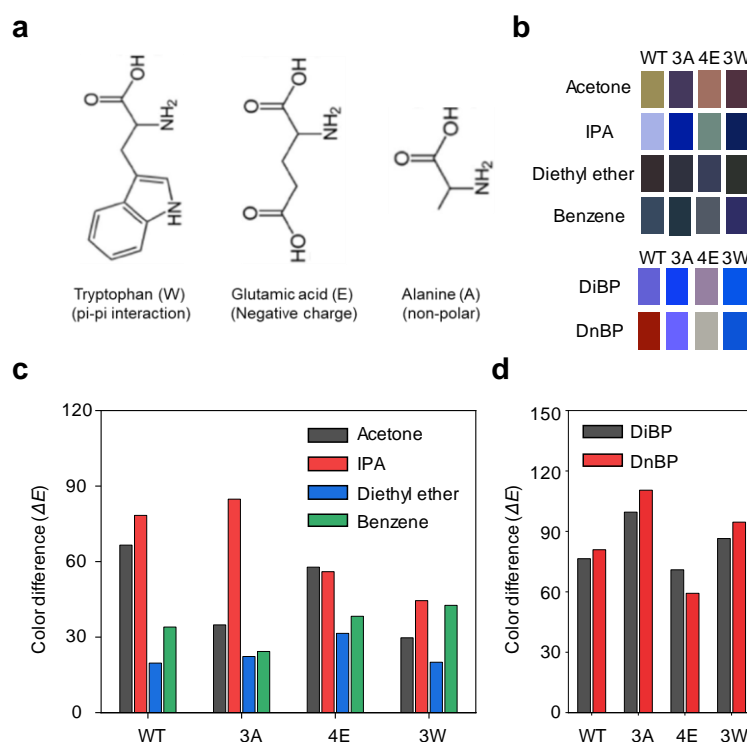 a
OH
O
NH₂
HN
Tryptophan (W)
(pi-pi interaction)
OH
O
NH₂
O
HO
Glutamic acid (E)
(Negative charge)
OH
O
NH₂
Alanine (A)
(non-polar)
b
WT 3A 4E 3W
Acetone
IPA
Diethyl ether
Benzene
WT 3A 4E 3W
DiBP
DnBP
c
Color difference (ΔE)
120
90
60
30
0
Acetone
IPA
Diethyl ether
Benzene
WT 3A 4E 3W
d
Color difference (ΔE)
150
120
90
60
30
0
DiBP
DnBP
WT 3A 4E 3W